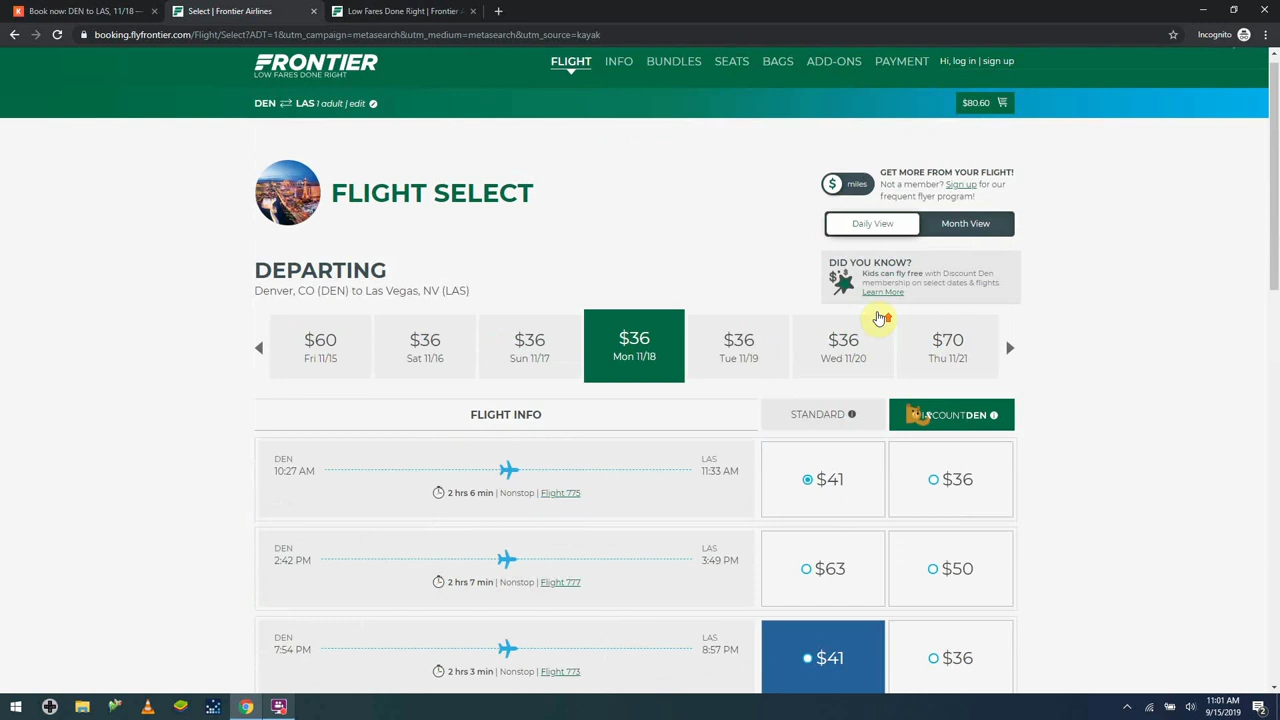 Book now: DEN to LAS, 11/18 –
Select | Frontier Airlines
Low Fares Done Right | Frontier A
booking.flyfrontier.com/Flight/Select?ADT=1&utm_campaign=metasearch&utm_medium=metasearch&utm_source=kayak
Incognito
FRONTIER
LOW FARES DONE RIGHT
FLIGHT
INFO
BUNDLES
SEATS
BAGS
ADD-ONS
PAYMENT
Hi, log in | sign up
DEN ⇄ LAS 1 adult | edit
$80.60
FLIGHT SELECT
$ miles
GET MORE FROM YOUR FLIGHT!
Not a member? Sign up for our
frequent flyer program!
Daily View
Month View
DEPARTING
Denver, CO (DEN) to Las Vegas, NV (LAS)
DID YOU KNOW?
Kids can fly free with Discount Den
membership on select dates & flights.
Learn More
$60
Fri 11/15
$36
Sat 11/16
$36
Sun 11/17
$36
Mon 11/18
$36
Tue 11/19
$36
Wed 11/20
$70
Thu 11/21
FLIGHT INFO
STANDARD
DISCOUNTDEN
DEN
10:27 AM
LAS
11:33 AM
2 hrs 6 min | Nonstop | Flight 775
$41
$36
DEN
2:42 PM
LAS
3:49 PM
2 hrs 7 min | Nonstop | Flight 777
$63
$50
DEN
7:54 PM
LAS
8:57 PM
2 hrs 3 min | Nonstop | Flight 773
$41
$36
11:01 AM
9/15/2019
2